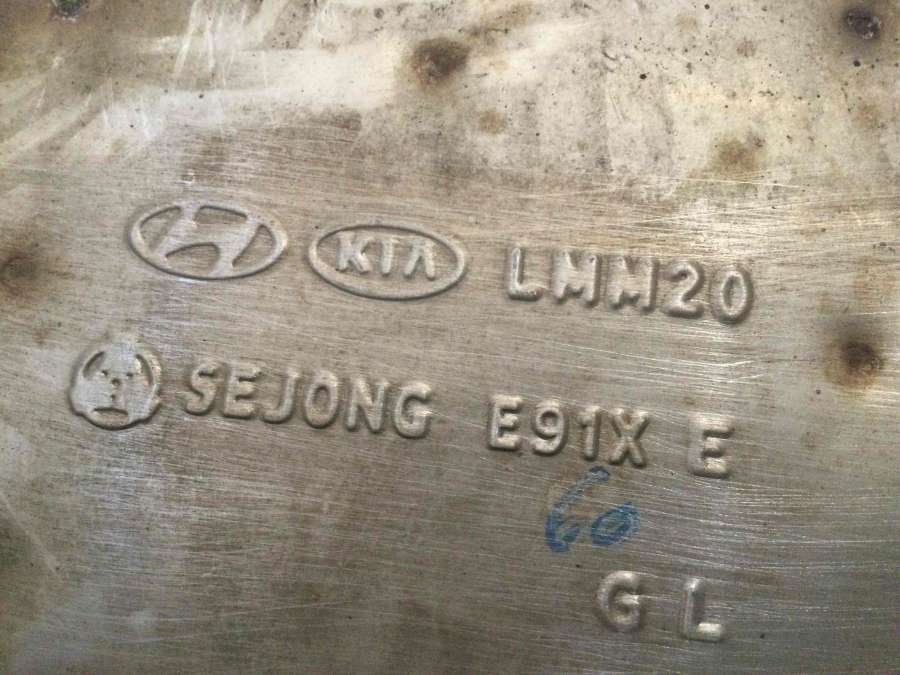 KIA LMM20
SEJONG E91X E
60
G L